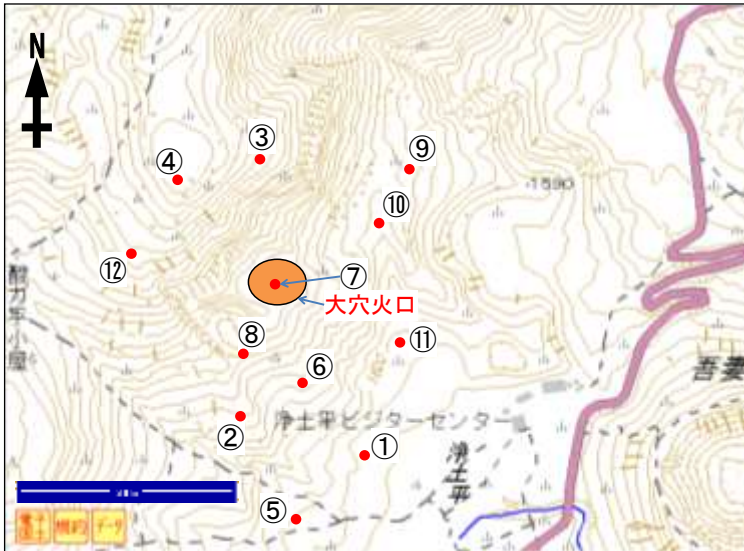 N
③
⑨
④
・1590
⑩
⑫
⑦
大穴火口
⑧
⑪
⑥
吾妻
②
浄土平ビジターセンター
①
浄土平
⑤